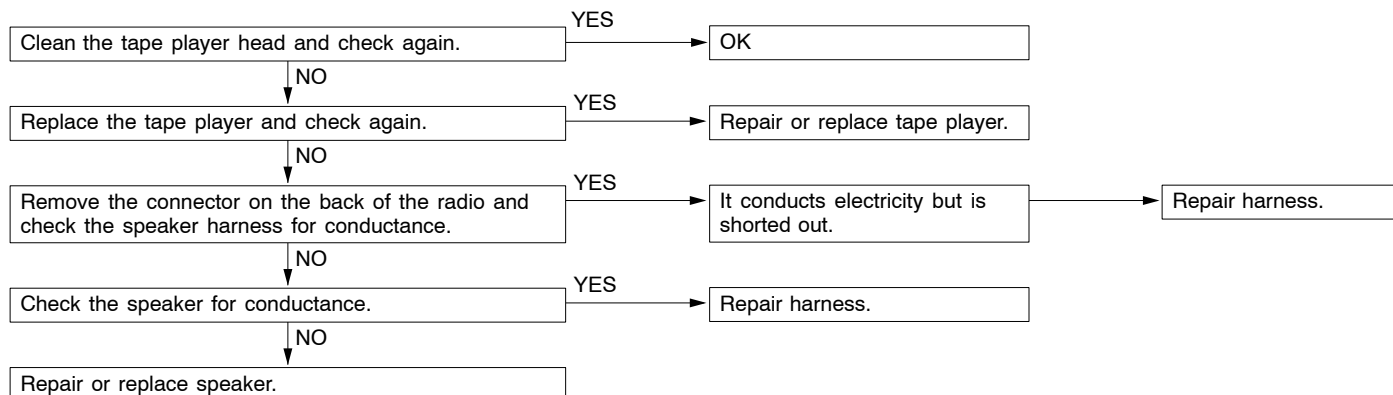 YES
Clean the tape player head and check again.
OK
NO
YES
Replace the tape player and check again.
Repair or replace tape player.
NO
YES
Remove the connector on the back of the radio and
check the speaker harness for conductance.
It conducts electricity but is
shorted out.
Repair harness.
NO
YES
Check the speaker for conductance.
Repair harness.
NO
Repair or replace speaker.